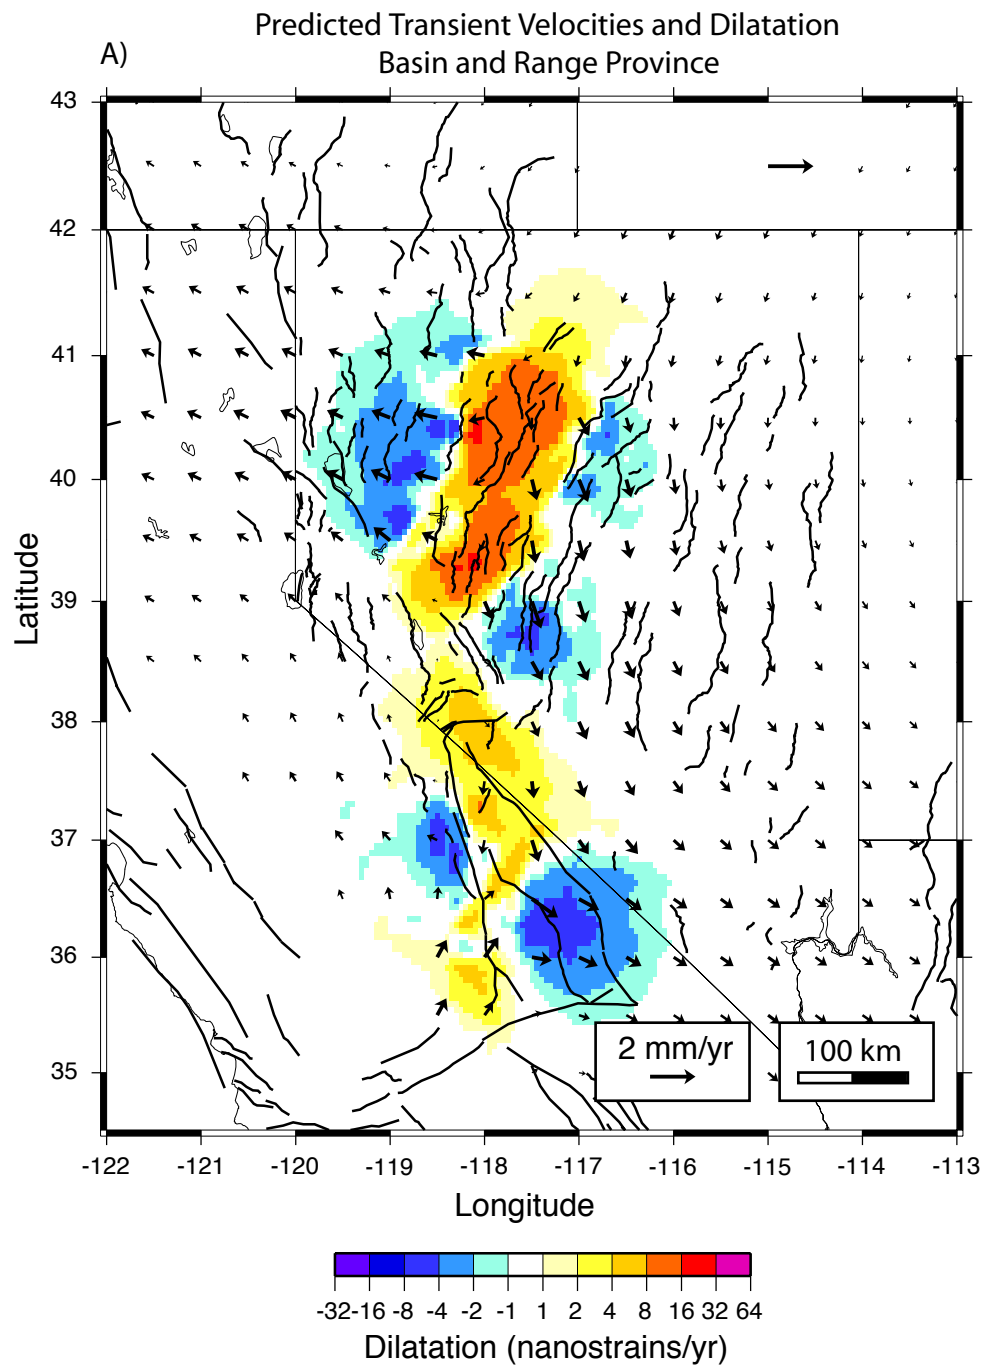 Predicted Transient Velocities and Dilatation
A)
Basin and Range Province
43
42
41
40
39
38
37
36
35
Latitude
2 mm/yr
100 km
-122 -121 -120 -119 -118 -117 -116 -115 -114 -113
Longitude
-32 -16 -8 -4 -2 -1 1 2 4 8 16 32 64
Dilatation (nanostrains/yr)